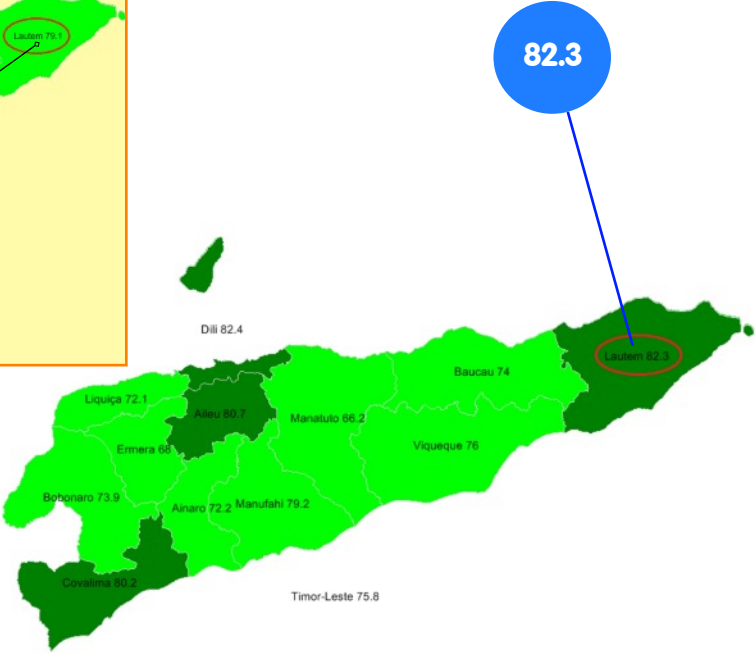 Lautem 79.1
82.3
Dili 82.4
Lautem 82.3
Baucau 74
Liquiça 72.1
Aileu 80.7
Manatuto 66.2
Ermera 68
Viqueque 76
Bobonaro 73.9
Ainaro 72.2
Manufahi 79.2
Covalima 80.2
Timor-Leste 75.8